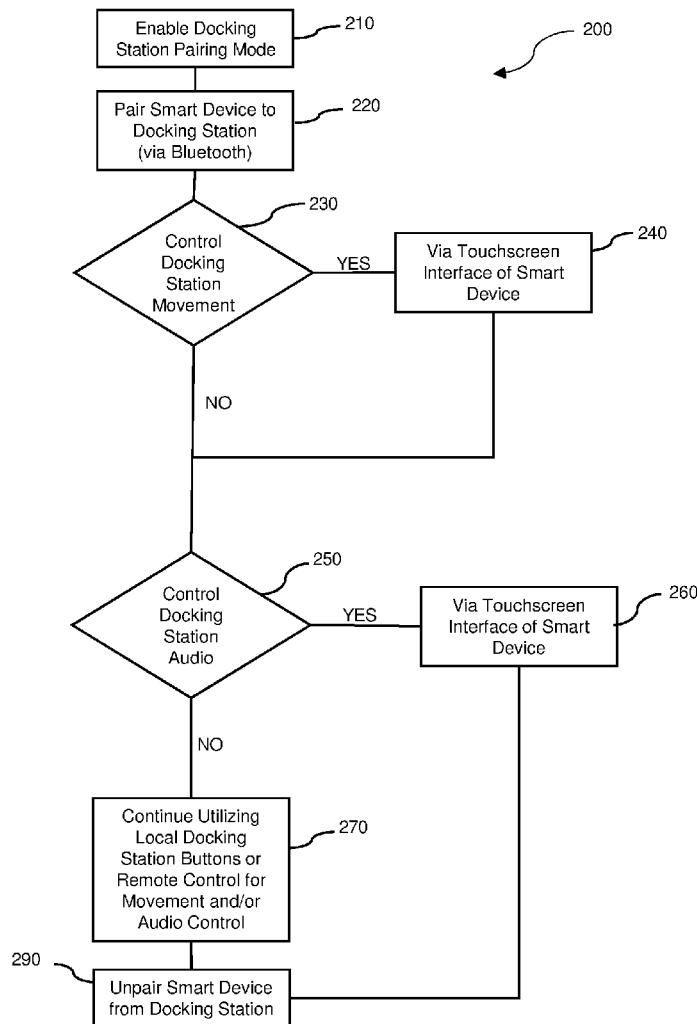 Enable Docking
Station Pairing Mode
210
200
Pair Smart Device to
Docking Station
(via Bluetooth)
220
230
Control
Docking
Station
Movement
YES
240
Via Touchscreen
Interface of Smart
Device
NO
250
Control
Docking
Station
Audio
YES
260
Via Touchscreen
Interface of Smart
Device
NO
270
Continue Utilizing
Local Docking
Station Buttons or
Remote Control for
Movement and/or
Audio Control
290
Unpair Smart Device
from Docking Station